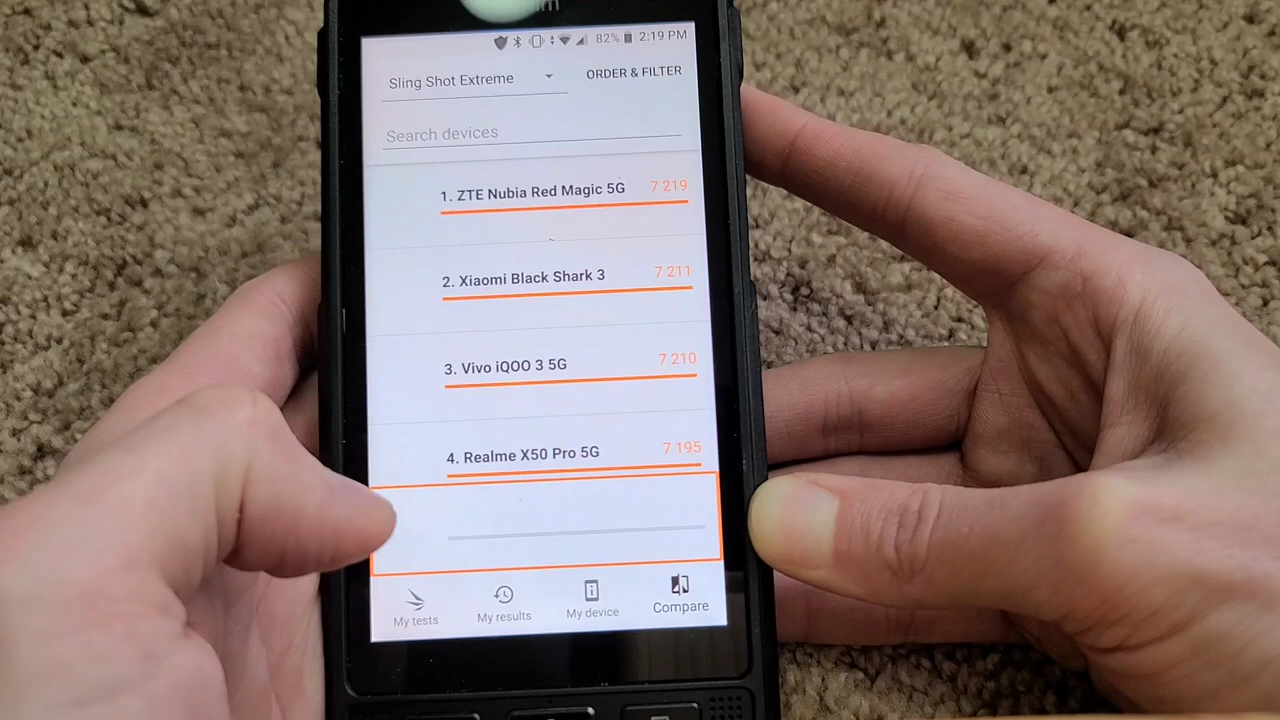 82% 2:19 PM
Sling Shot Extreme ORDER & FILTER
Search devices
1. ZTE Nubia Red Magic 5G 7 219
2. Xiaomi Black Shark 3 7 211
3. Vivo iQOO 3 5G 7 210
4. Realme X50 Pro 5G 7 195
My tests My results My device Compare